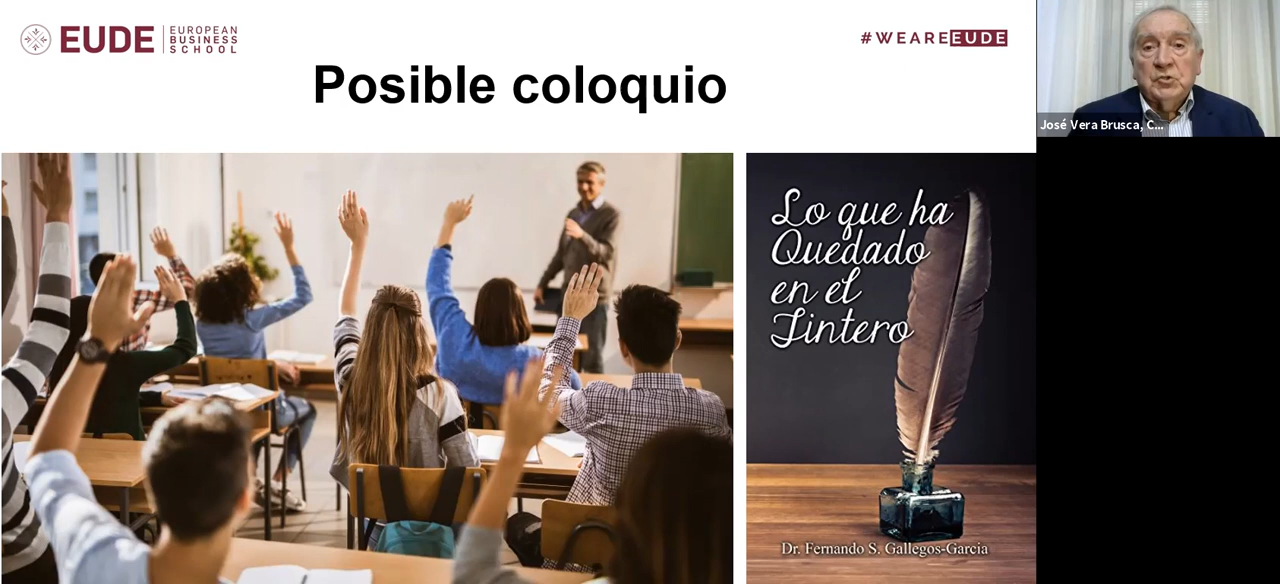 EUDE
EUROPEAN
BUSINESS
SCHOOL
#WEAREEUDE
Posible coloquio
José Vera Brusca, C...
Lo que ha
Quedado
en el
Tintero
Dr. Fernando S. Gallegos-Garcia